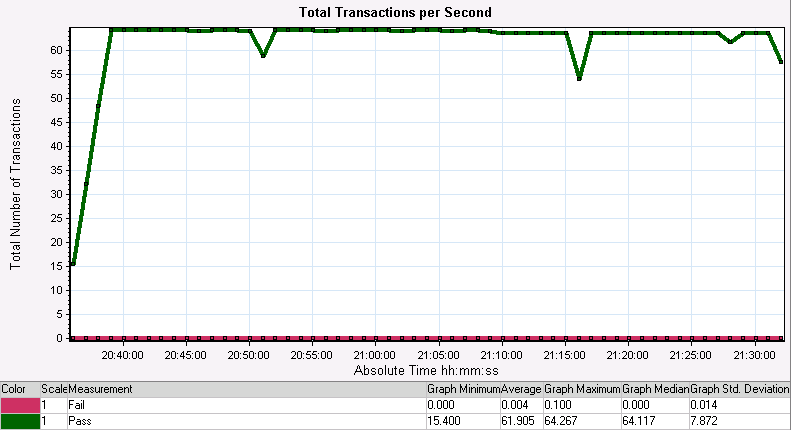 Total Transactions per Second
Total Number of Transactions
60
55
50
45
40
35
30
25
20
15
10
5
0
20:40:00 20:45:00 20:50:00 20:55:00 21:00:00 21:05:00 21:10:00 21:15:00 21:20:00 21:25:00 21:30:00
Absolute Time hh:mm:ss
Color Scale Measurement Graph Minimum Average Graph Maximum Graph Median Graph Std. Deviation
1 Fail 0.000 0.004 0.100 0.000 0.014
1 Pass 15.400 61.905 64.267 64.117 7.872